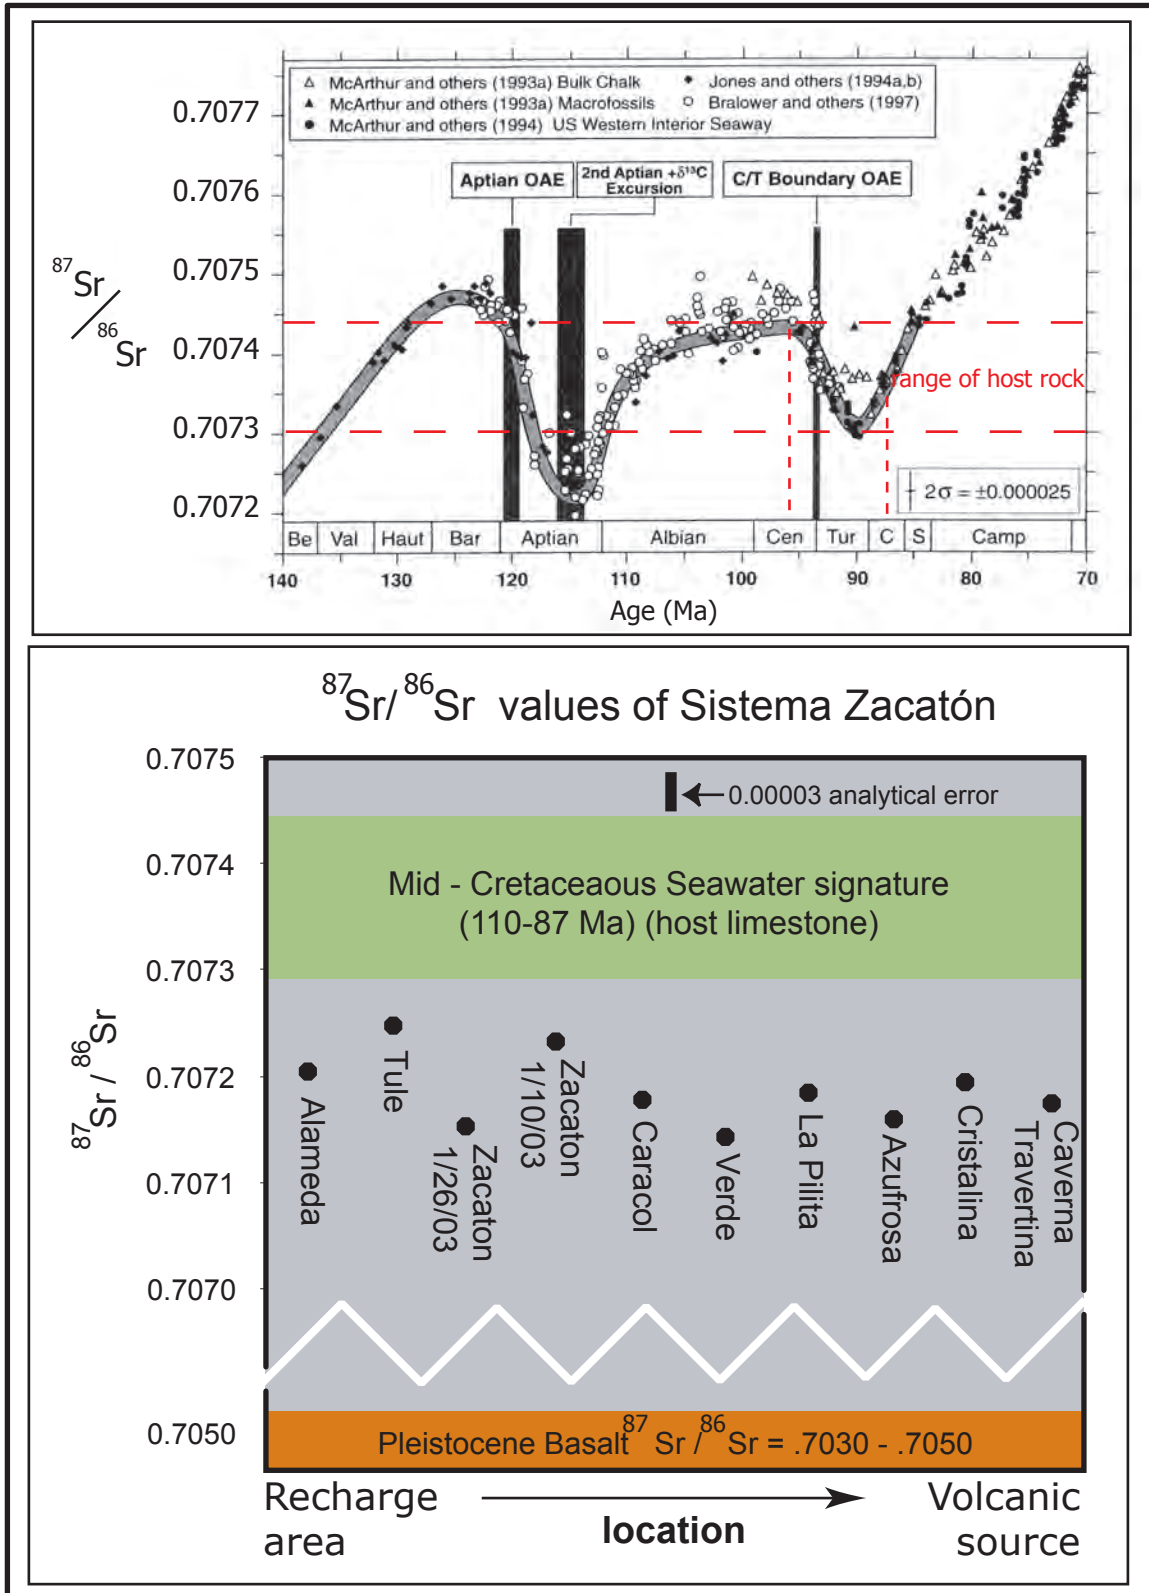 △ McArthur and others (1993a) Bulk Chalk
▲ McArthur and others (1993a) Macrofossils
● McArthur and others (1994) US Western Interior Seaway
◆ Jones and others (1994a,b)
○ Bralower and others (1997)
0.7077
0.7076
0.7075
0.7074
0.7073
0.7072
87Sr/86Sr
Aptian OAE
2nd Aptian +δ¹³C
Excursion
C/T Boundary OAE
range of host rock
2σ = ±0.000025
Be Val Haut Bar Aptian Albian Cen Tur C S Camp
140 130 120 110 100 90 80 70
Age (Ma)
87Sr/ 86Sr values of Sistema Zacatón
0.7075
0.7074
0.7073
0.7072
0.7071
0.7070
0.7050
87Sr / 86Sr
0.00003 analytical error
Mid - Cretaceaous Seawater signature
(110-87 Ma) (host limestone)
Alameda
Tule
Zacaton
1/26/03
Zacaton
1/10/03
Caracol
Verde
La Pilita
Azufrosa
Cristalina
Caverna
Travertina
Pleistocene Basalt 87 Sr /86Sr = .7030 - .7050
Recharge
area
location
Volcanic
source